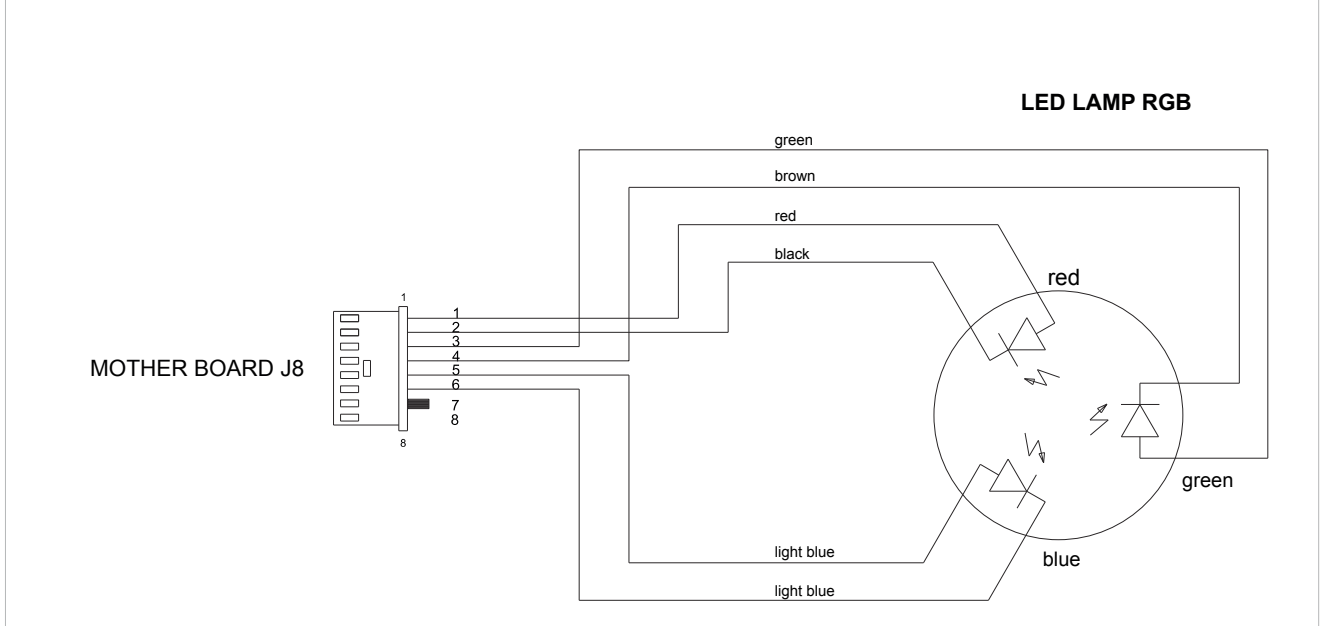 LED LAMP RGB
green
brown
red
black
red
1
1
2
3
MOTHER BOARD J8
4
5
6
7
8
8
green
light blue
blue
light blue